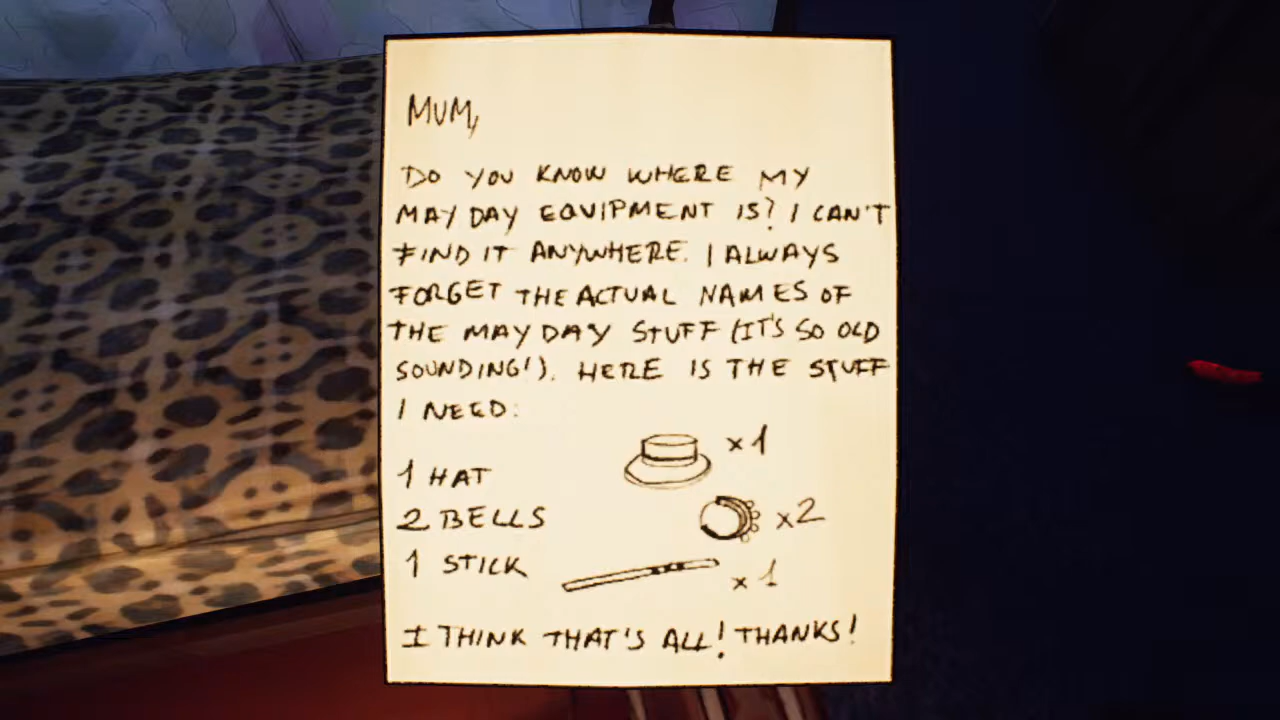 MUM,
DO YOU KNOW WHERE MY
MAY DAY EQUIPMENT IS? I CAN'T
FIND IT ANYWHERE. I ALWAYS
FORGET THE ACTUAL NAMES OF
THE MAY DAY STUFF (IT'S SO OLD
SOUNDING!). HERE IS THE STUFF
I NEED:
1 HAT x1
2 BELLS x2
1 STICK x1
I THINK THAT'S ALL! THANKS!